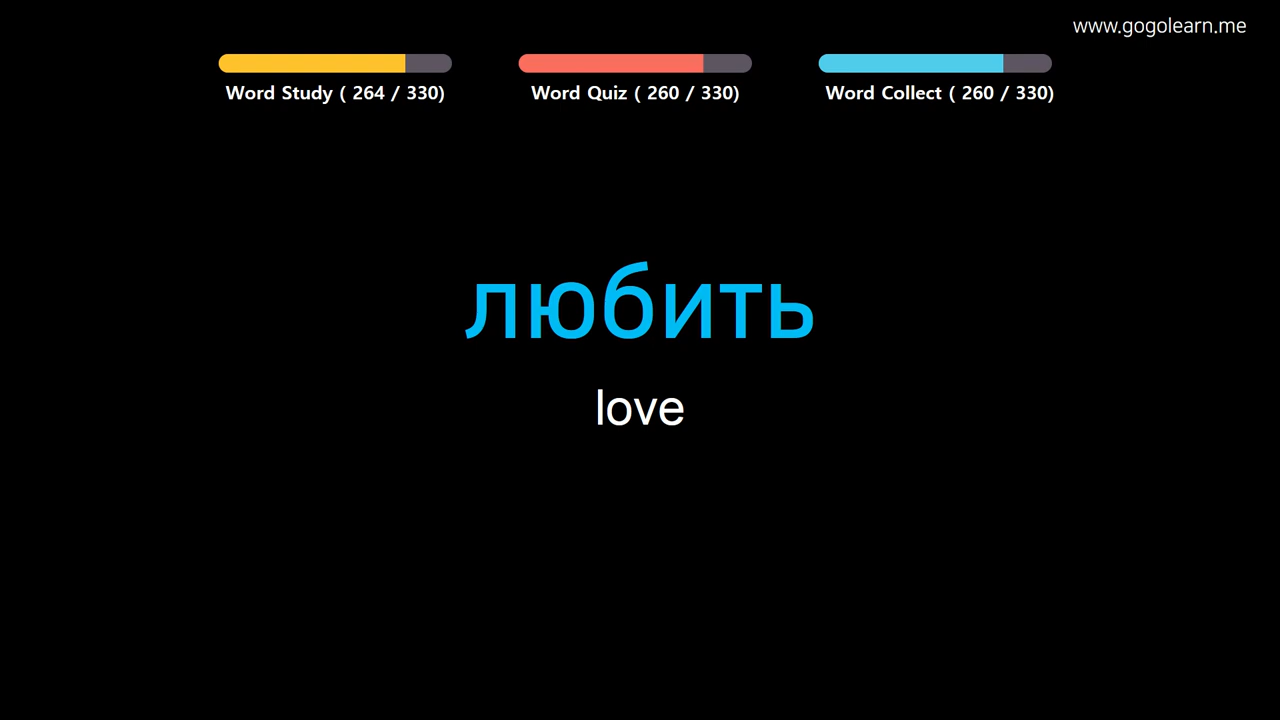 www.gogolearn.me
Word Study ( 264 / 330)
Word Quiz ( 260 / 330)
Word Collect ( 260 / 330)
любить
love